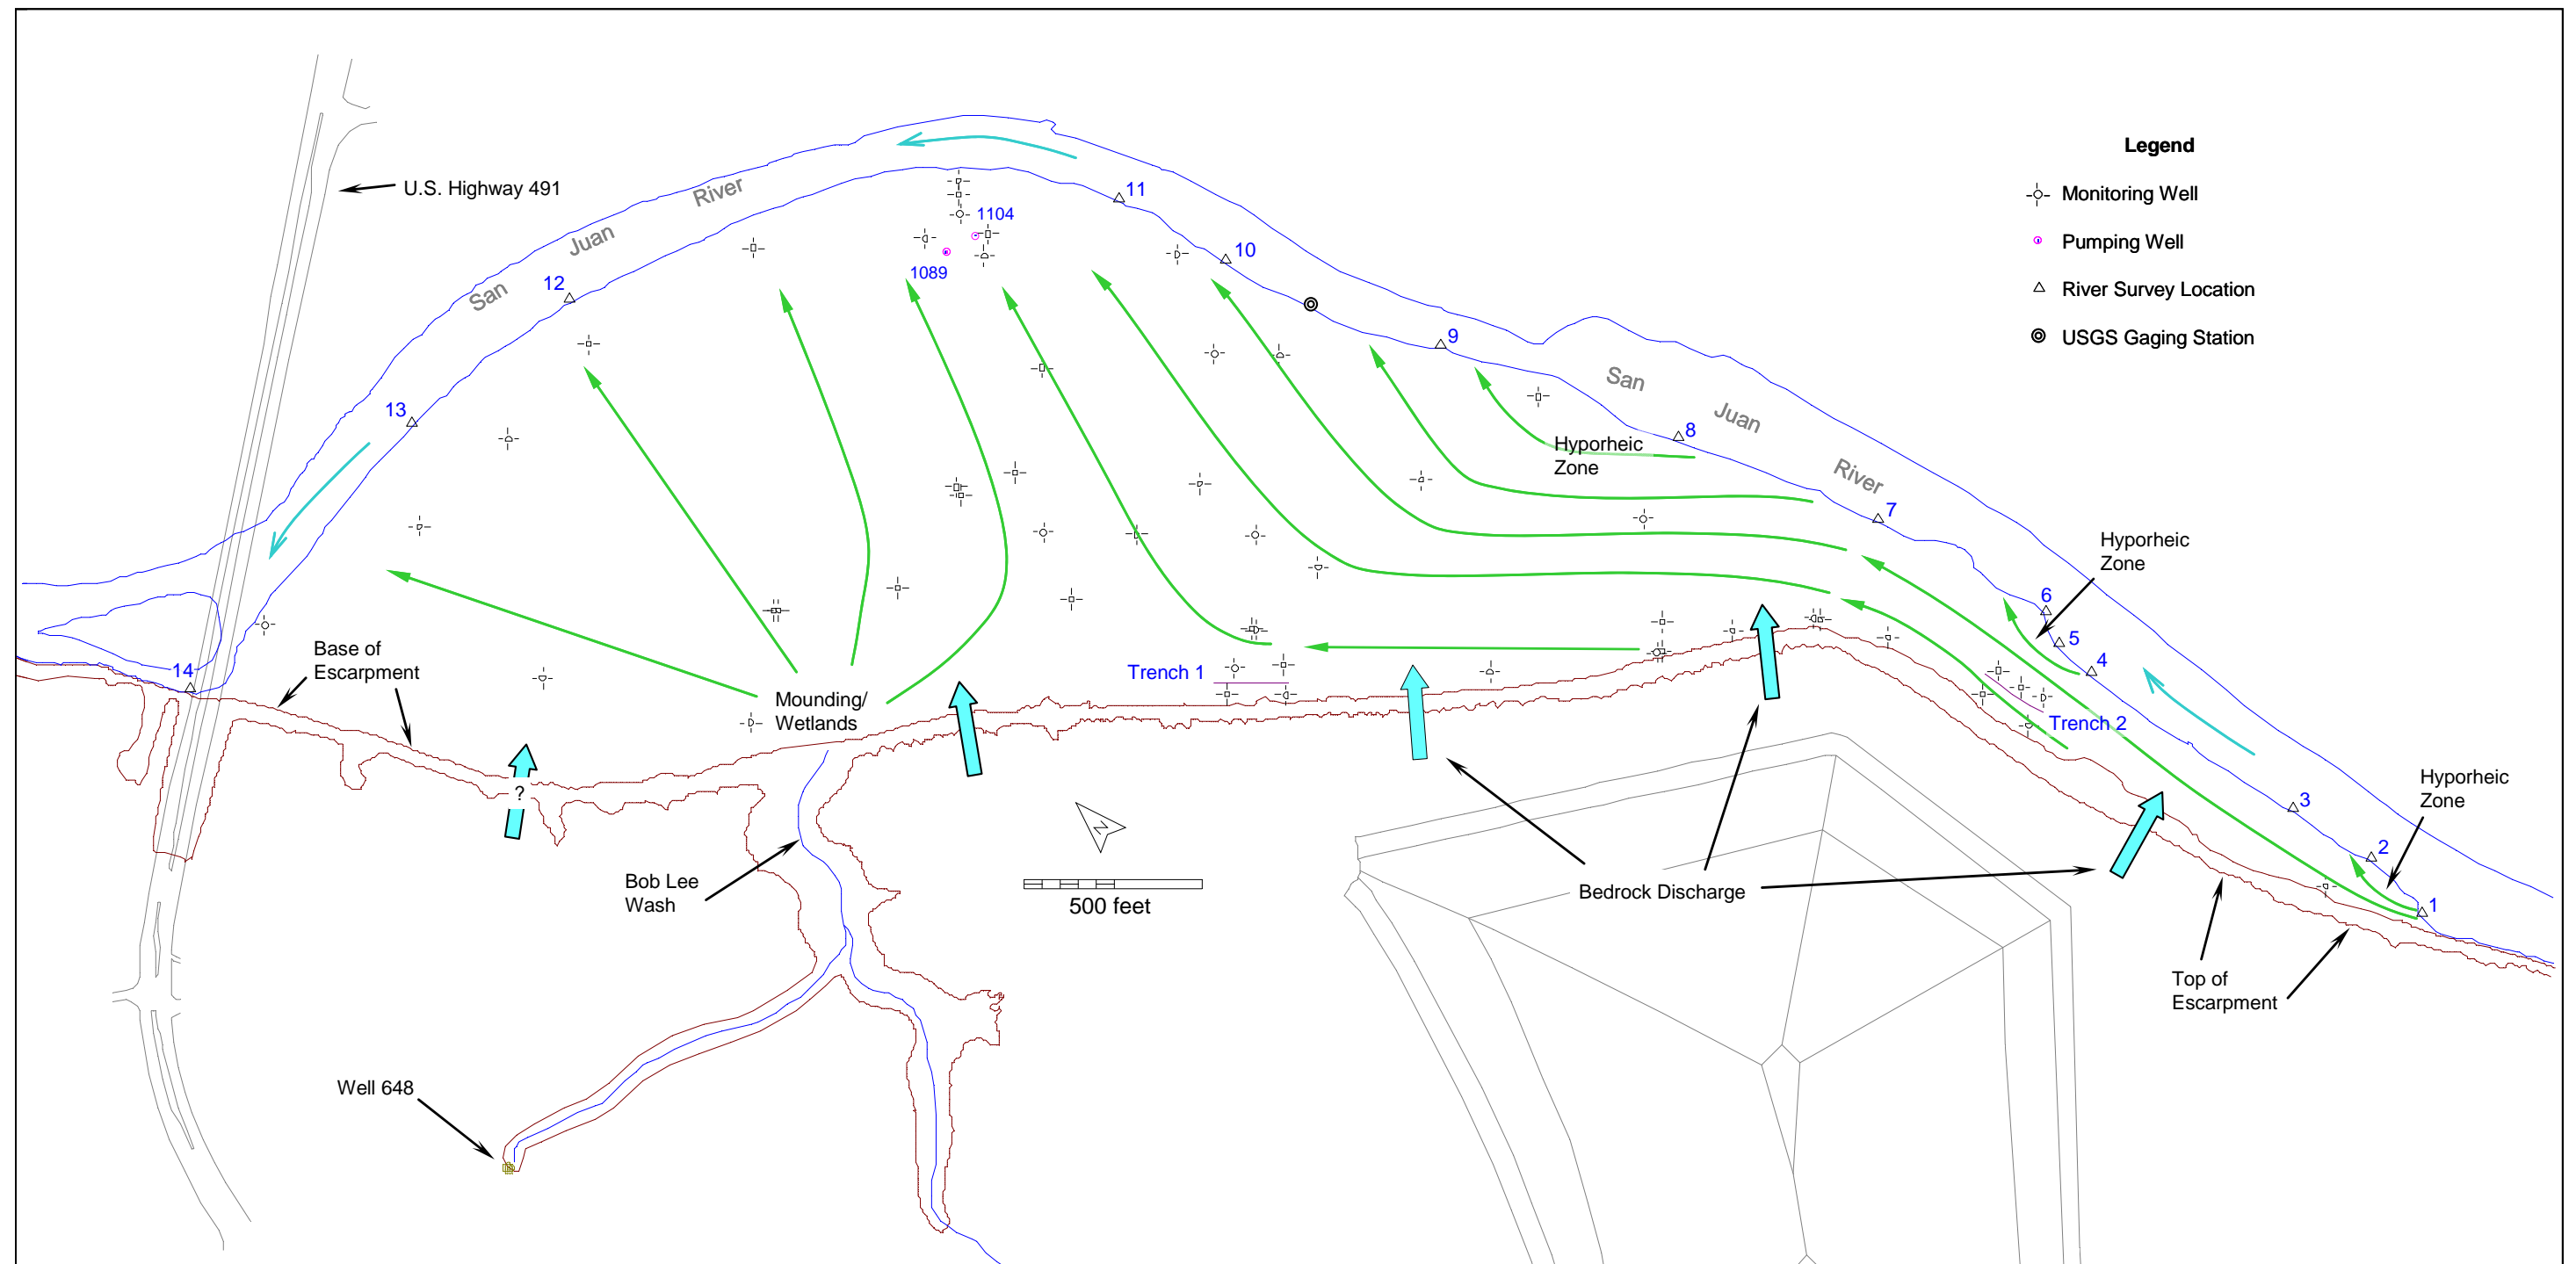 Legend
Monitoring Well
Pumping Well
River Survey Location
USGS Gaging Station
U.S. Highway 491
San
Juan
River
11
1104
1089
10
12
9
13
San
Juan
River
8
Hyporheic
Zone
7
Hyporheic
Zone
6
5
4
Base of
Escarpment
14
Trench 1
Mounding/
Wetlands
Trench 2
?
3
Hyporheic
Zone
2
1
N
500 feet
Bob Lee
Wash
Bedrock Discharge
Top of
Escarpment
Well 648